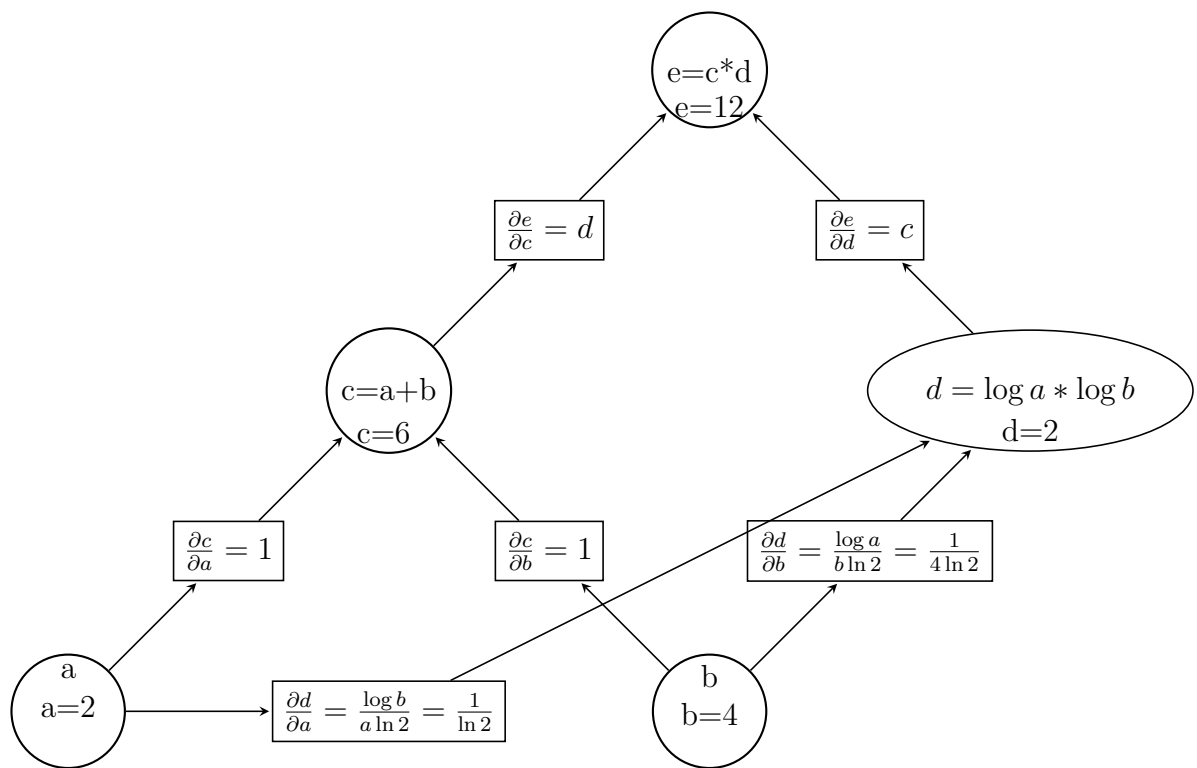 e=c*d
e=12
∂e/∂c = d
∂e/∂d = c
c=a+b
c=6
d = log a * log b
d=2
∂c/∂a = 1
∂c/∂b = 1
∂d/∂b = log a/b ln 2 = 1/4 ln 2
a
a=2
∂d/∂a = log b/a ln 2 = 1/ln 2
b
b=4